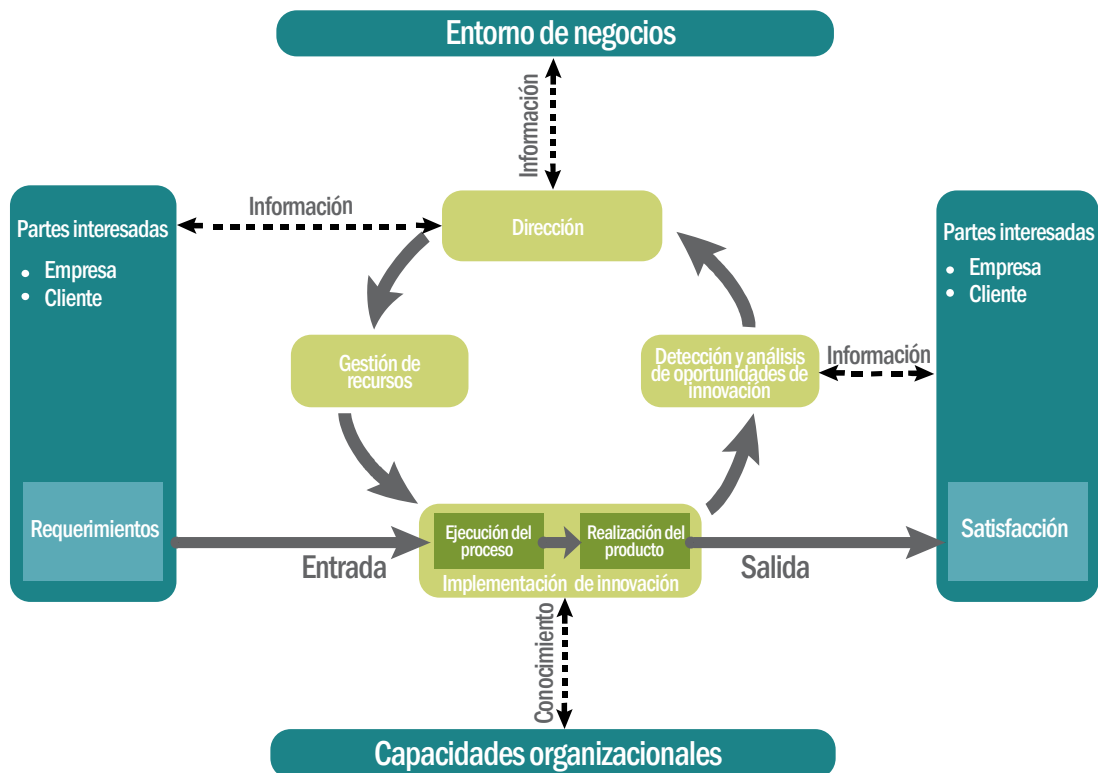 Entorno de negocios
Información
Partes interesadas
• Empresa
• Cliente
Información
Dirección
Partes interesadas
• Empresa
• Cliente
Gestión de
recursos
Detección y análisis
de oportunidades de
innovación
Información
Requerimientos
Entrada
Ejecución del
proceso
Realización del
producto
Implementación de innovación
Salida
Satisfacción
Conocimiento
Capacidades organizacionales